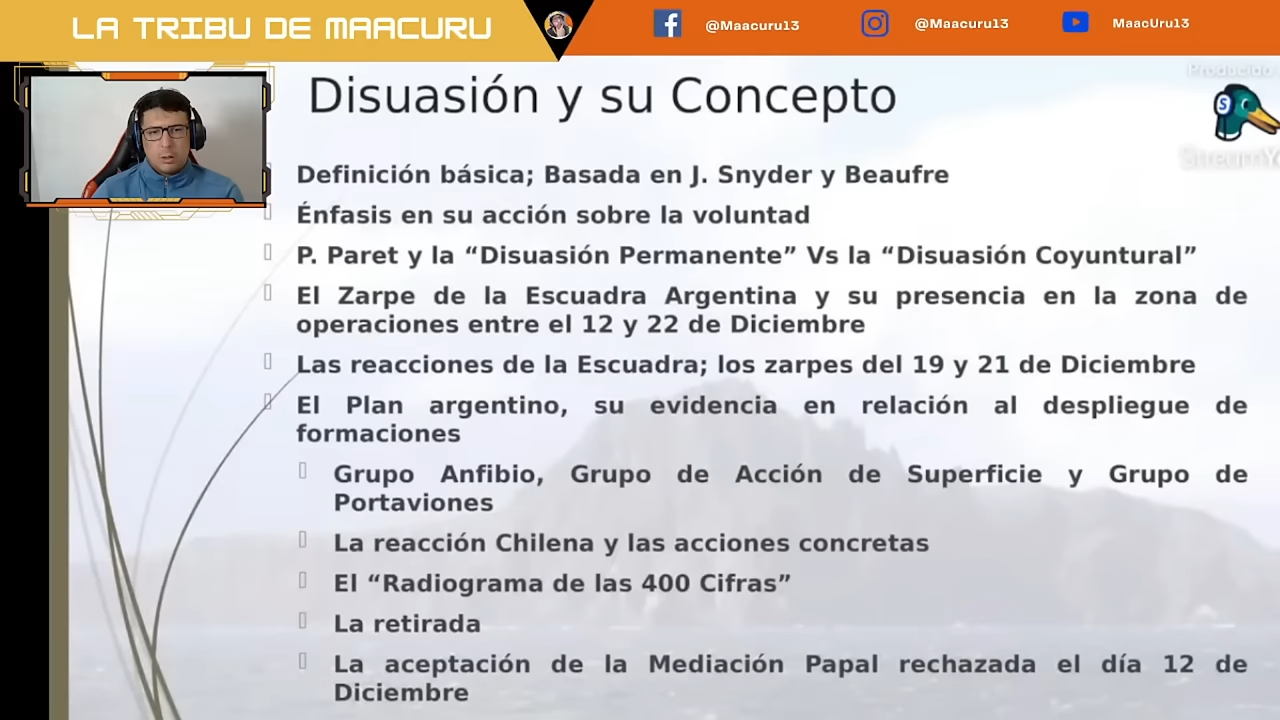 LA TRIBU DE MAACURU
@Maacuru13
@Maacuru13
MaacUru13
Producido
StreamY
Disuasión y su Concepto
Definición básica; Basada en J. Snyder y Beaufre
Énfasis en su acción sobre la voluntad
P. Paret y la “Disuasión Permanente” Vs la “Disuasión Coyuntural”
El Zarpe de la Escuadra Argentina y su presencia en la zona de
operaciones entre el 12 y 22 de Diciembre
Las reacciones de la Escuadra; los zarpes del 19 y 21 de Diciembre
El Plan argentino, su evidencia en relación al despliegue de
formaciones
Grupo Anfibio, Grupo de Acción de Superficie y Grupo de
Portaviones
La reacción Chilena y las acciones concretas
El “Radiograma de las 400 Cifras”
La retirada
La aceptación de la Mediación Papal rechazada el día 12 de
Diciembre